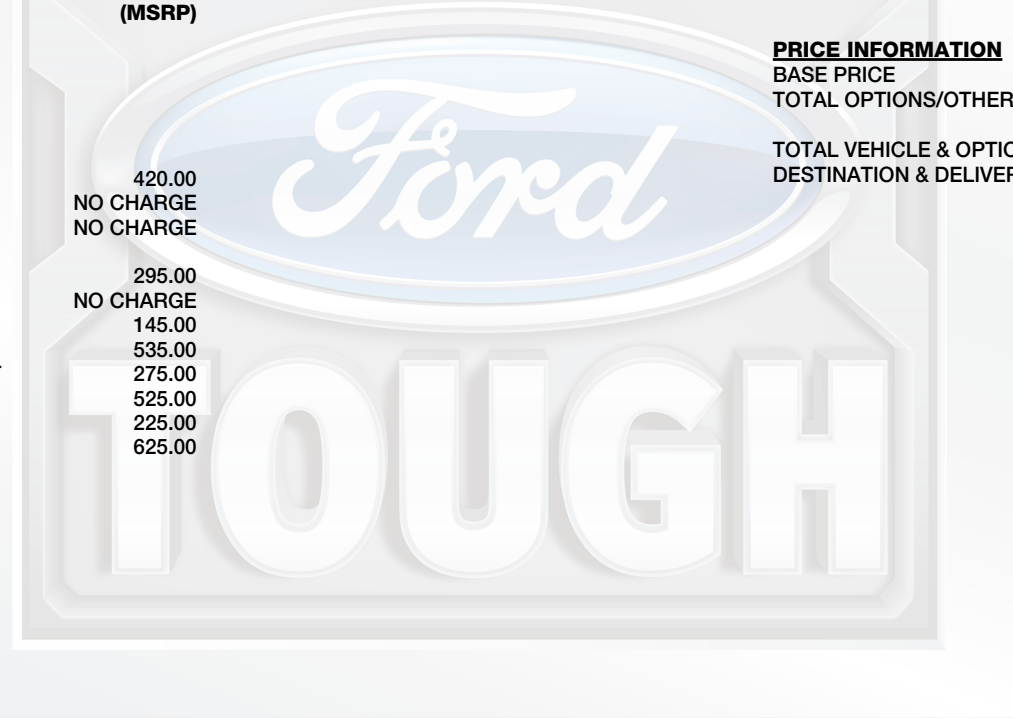 (MSRP)
420.00
NO CHARGE
NO CHARGE
295.00
NO CHARGE
145.00
535.00
275.00
525.00
225.00
625.00
PRICE INFORMATION
BASE PRICE
TOTAL OPTIONS/OTHER
TOTAL VEHICLE & OPTIO
DESTINATION & DELIVER
Ford
TOUGH